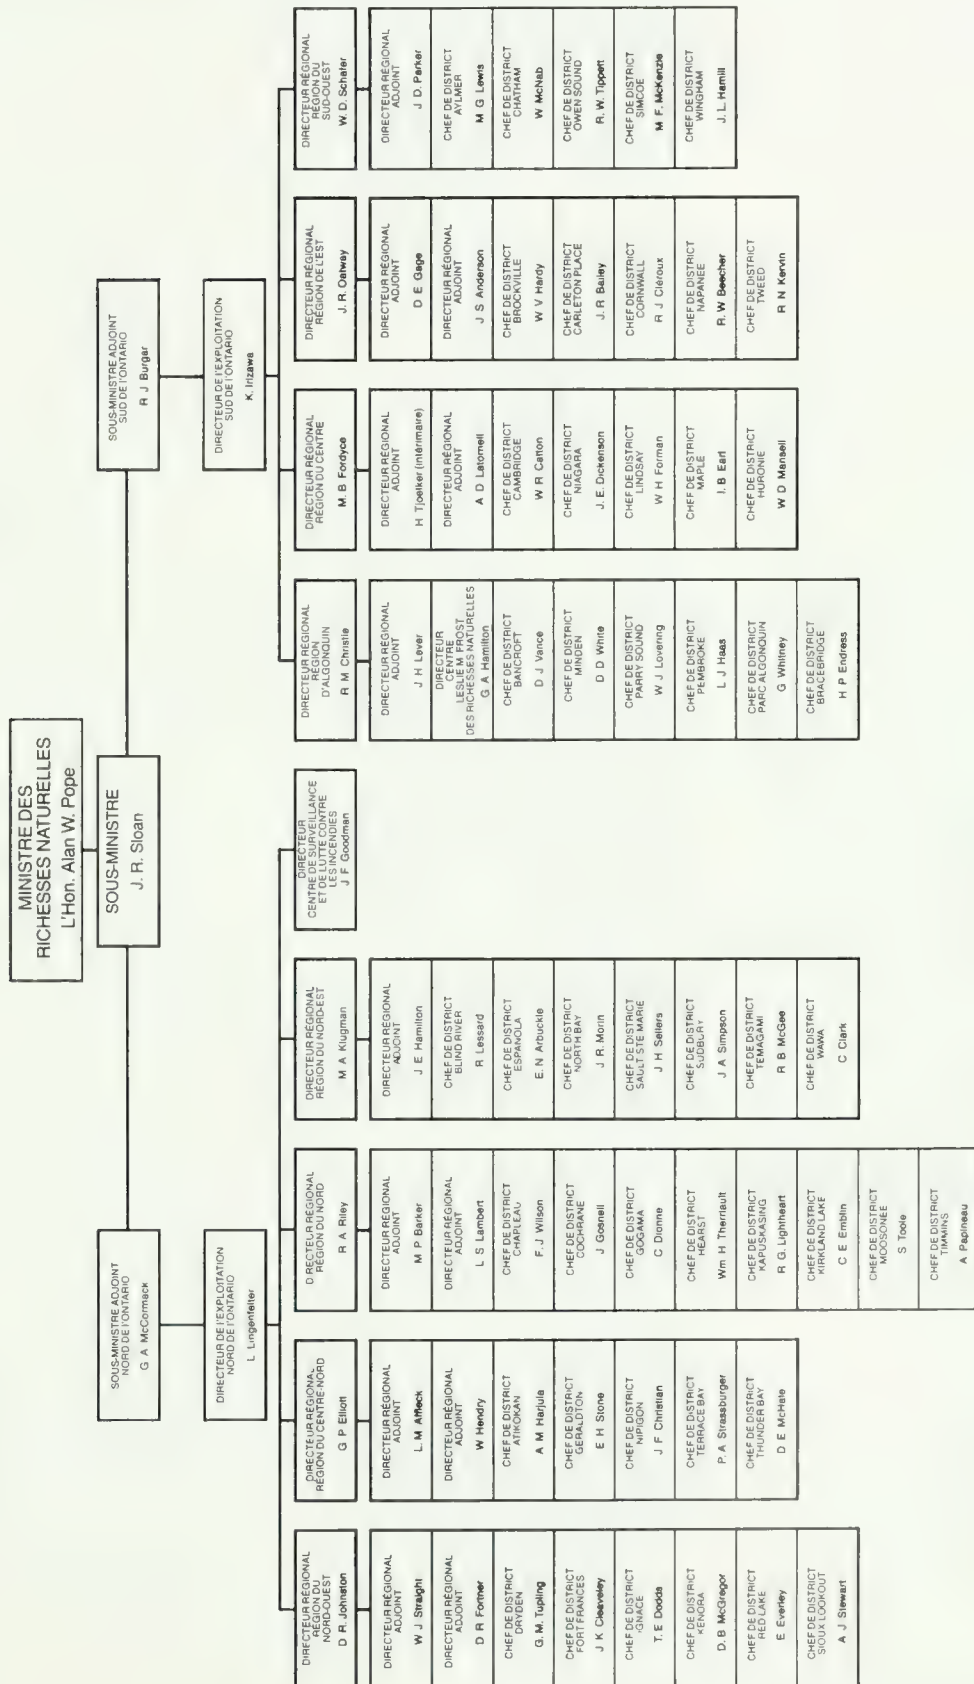 MINISTRE DES
RICHESSES NATURELLES
L'Hon. Alan W. Pope
SOUS-MINISTRE
J. R. Sloan
SOUS-MINISTRE ADJOINT
NORD DE l'ONTARIO
G A McCormack
DIRECTEUR DE l'EXPLOITATION
NORD DE l'ONTARIO
L Lingenfelter
DIRECTEUR RÉGIONAL
RÉGION DU
NORD-OUEST
D R. Johnston
DIRECTEUR RÉGIONAL
ADJOINT
W J Straight
DIRECTEUR RÉGIONAL
ADJOINT
D R Fortner
CHEF DE DISTRICT
DRYDEN
G. M. Tupling
CHEF DE DISTRICT
FORT FRANCES
J K Cleaveley
CHEF DE DISTRICT
IGNACE
T. E Dodds
CHEF DE DISTRICT
KENORA
D. B McGregor
CHEF DE DISTRICT
RED LAKE
E Everley
CHEF DE DISTRICT
SIOUX LOOKOUT
A J Stewart
DIRECTEUR RÉGIONAL
RÉGION DU CENTRE-NORD
G P Elliott
DIRECTEUR RÉGIONAL
ADJOINT
L. M Affleck
DIRECTEUR RÉGIONAL
ADJOINT
W Hendry
CHEF DE DISTRICT
ATIKOKAN
A M Harjula
CHEF DE DISTRICT
GERALDTON
E H Stone
CHEF DE DISTRICT
NIPIGON
J F Christian
CHEF DE DISTRICT
TERRACE BAY
P. A Strassburger
CHEF DE DISTRICT
THUNDER BAY
D E McHale
D RECTEUR RÉGIONAL
RÉGION DU NORD
R A Riley
DIRECTEUR RÉGIONAL
ADJOINT
M P Barker
DIRECTEUR RÉGIONAL
ADJOINT
L S Lambert
CHEF DE DISTRICT
CHAPLEAU
F. J Wilson
CHEF DE DISTRICT
COCHRANE
J Gosnell
CHEF DE DISTRICT
GOGAMA
C Dionne
CHEF DE DISTRICT
HEARST
Wm H Therriault
CHEF DE DISTRICT
KAPUSKASING
R G. Lightheart
CHEF DE DISTRICT
KIRKLAND LAKE
C E Emblin
CHEF DE DISTRICT
MOOSONÉE
S Toole
CHEF DE DISTRICT
TIMMINS
A Papineau
DIRECTEUR RÉGIONAL
RÉGION DU NORD-EST
M A Klugman
DIRECTEUR RÉGIONAL
ADJOINT
J E Hamilton
CHEF DE DISTRICT
BLIND RIVER
R Lessard
CHEF DE DISTRICT
ESPANOLA
E. N Arbuckle
CHEF DE DISTRICT
NORTH BAY
J R. Morin
CHEF DE DISTRICT
SAULT STE MARIE
J H Sellers
CHEF DE DISTRICT
SUDBURY
J A Simpson
CHEF DE DISTRICT
TEMAGAMI
R B McGee
CHEF DE DISTRICT
WAWA
C Clark
DIRECTEUR
CENTRE DE SURVEILLANCE
ET DE LUTTE CONTRE
LES INCENDIES
J F Goodman
SOUS-MINISTRE ADJOINT
SUD DE l'ONTARIO
R J Burgar
DIRECTEUR DE l'EXPLOITATION
SUD DE l'ONTARIO
K. Irizawa
DIRECTEUR RÉGIONAL
RÉGION
D'ALGONQUIN
R M Christie
DIRECTEUR RÉGIONAL
ADJOINT
J H Lever
DIRECTEUR
CENTRE
LESLIE M FROST
DES RICHESSES NATURELLES
G A Hamilton
CHEF DE DISTRICT
BANCROFT
D J Vance
CHEF DE DISTRICT
MINDEN
D D White
CHEF DE DISTRICT
PARRY SOUND
W J Lovering
CHEF DE DISTRICT
PEMBROKE
L J Haas
CHEF DE DISTRICT
PARC ALGONQUIN
G Whitney
CHEF DE DISTRICT
BRACEBRIDGE
H P Endress
DIRECTEUR RÉGIONAL
RÉGION DU CENTRE
M. B Fordyce
DIRECTEUR RÉGIONAL
ADJOINT
H Tjoelker (intérimaire)
DIRECTEUR RÉGIONAL
ADJOINT
A D Latornell
CHEF DE DISTRICT
CAMBRIDGE
W R Catton
CHEF DE DISTRICT
NIAGARA
J. E. Dickenson
CHEF DE DISTRICT
LINDSAY
W H Forman
CHEF DE DISTRICT
MAPLE
I. B Earl
CHEF DE DISTRICT
HURONIE
W D Mansell
DIRECTEUR RÉGIONAL
RÉGION DE l'EST
J. R. Oatway
DIRECTEUR RÉGIONAL
ADJOINT
D E Gage
DIRECTEUR RÉGIONAL
ADJOINT
J S Anderson
CHEF DE DISTRICT
BROCKVILLE
W V Hardy
CHEF DE DISTRICT
CARLETON PLACE
J. R Bailey
CHEF DE DISTRICT
CORNWALL
R J Cleroux
CHEF DE DISTRICT
NAPANEE
R. W Beecher
CHEF DE DISTRICT
TWEED
R N Kervin
DIRECTEUR RÉGIONAL
RÉGION DU
SUD-OUEST
W. D. Schafer
DIRECTEUR RÉGIONAL
ADJOINT
J D. Parker
CHEF DE DISTRICT
AYLMER
M G Lewis
CHEF DE DISTRICT
CHATHAM
W McNab
CHEF DE DISTRICT
OWEN SOUND
R. W. Tippett
CHEF DE DISTRICT
SIMCOE
M F. McKenzie
CHEF DE DISTRICT
WINGHAM
J. L. Hamill